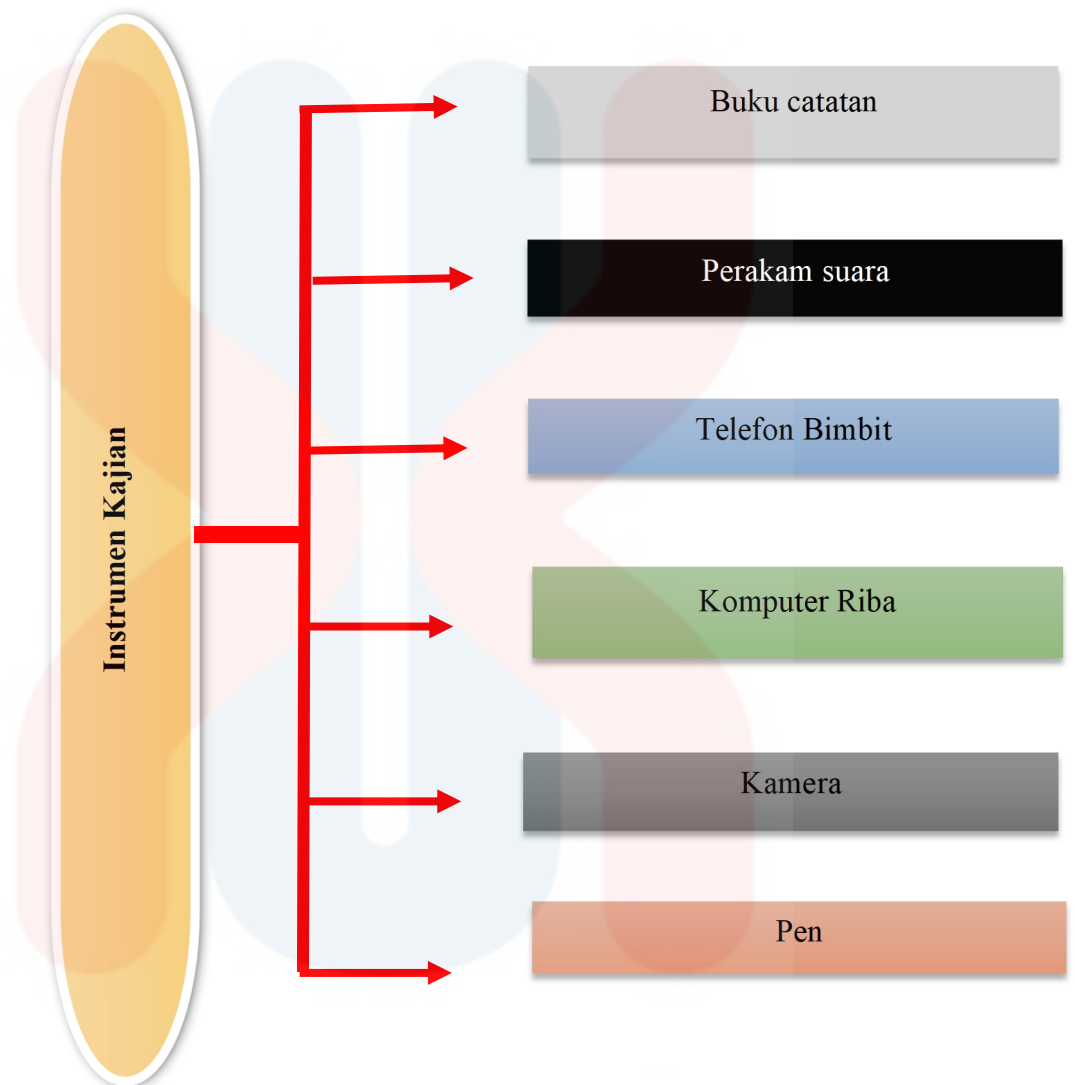 Instrumen Kajian
Buku catatan
Perakam suara
Telefon Bimbit
Komputer Riba
Kamera
Pen